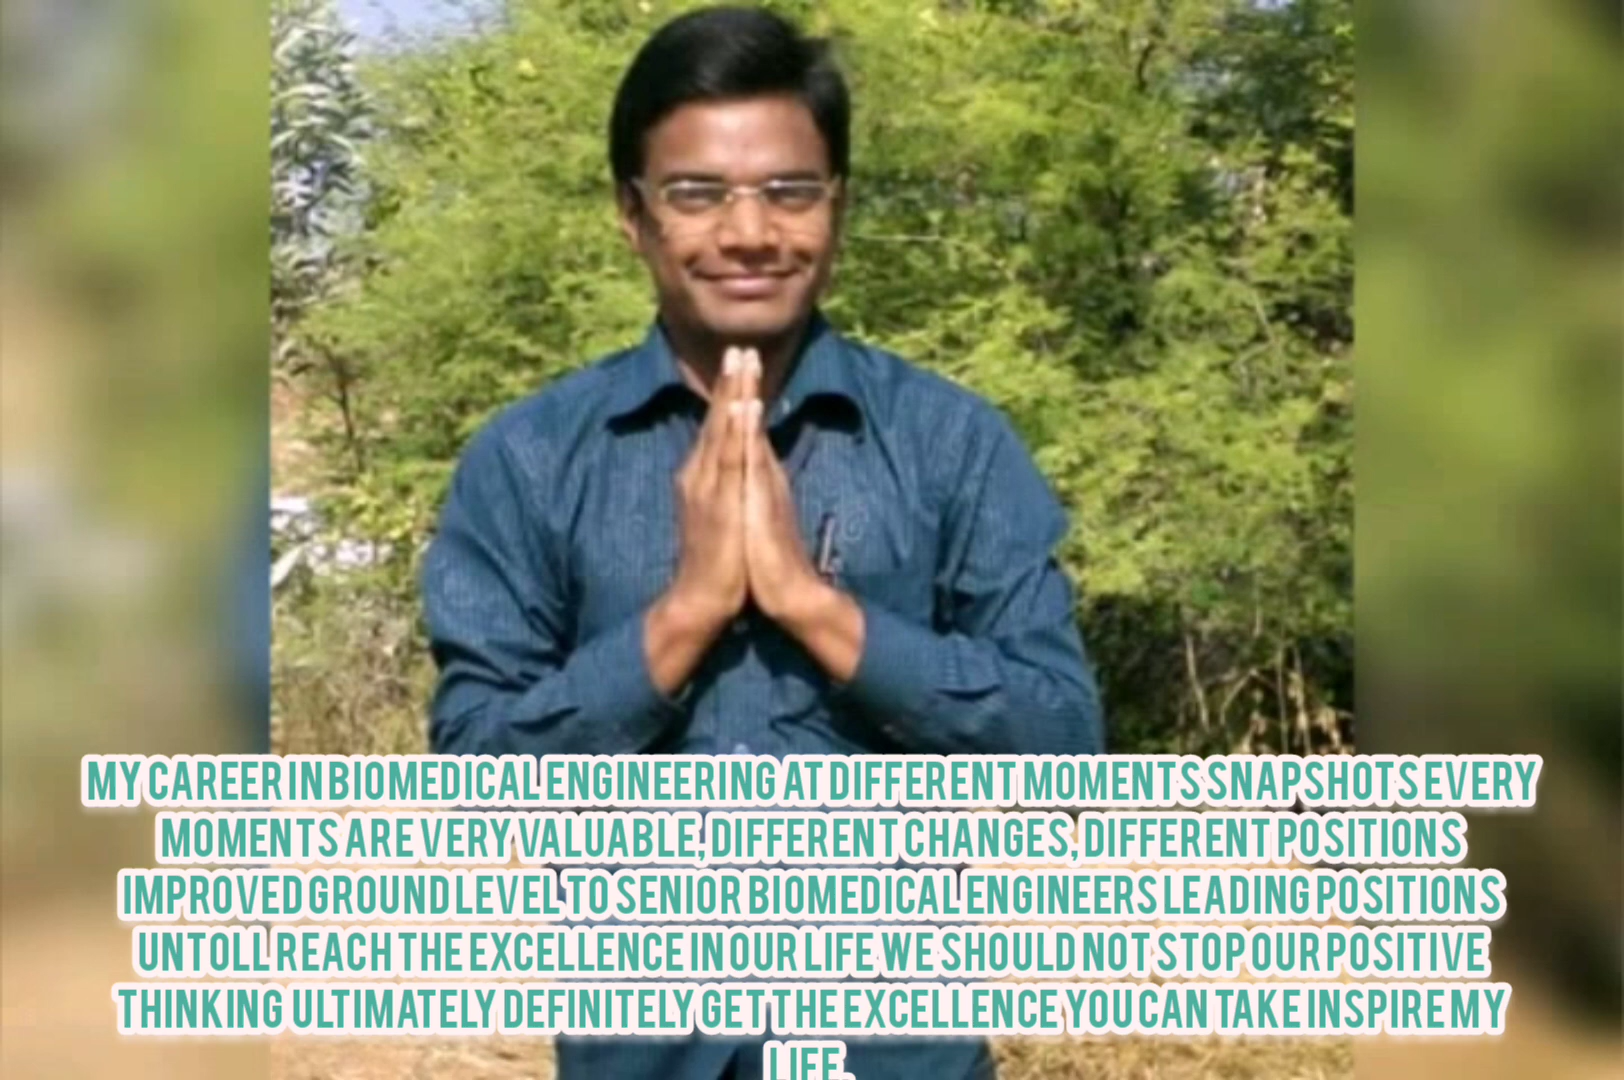 MY CAREER IN BIOMEDICAL ENGINEERING AT DIFFERENT MOMENTS SNAPSHOTS EVERY
MOMENTS ARE VERY VALUABLE, DIFFERENT CHANGES, DIFFERENT POSITIONS
IMPROVED GROUND LEVEL TO SENIOR BIOMEDICAL ENGINEERS LEADING POSITIONS
UNTOLL REACH THE EXCELLENCE IN OUR LIFE WE SHOULD NOT STOP OUR POSITIVE
THINKING ULTIMATELY DEFINITELY GET THE EXCELLENCE YOU CAN TAKE INSPIRE MY
LIFE.